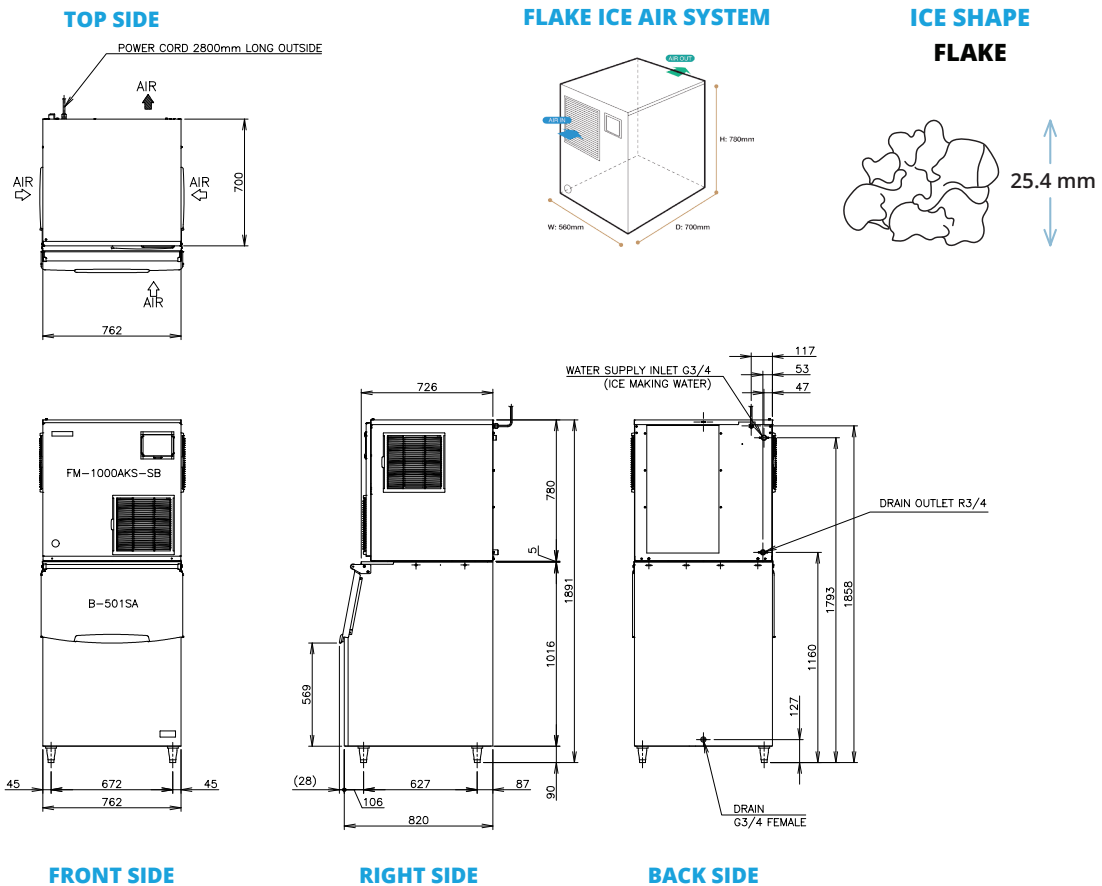 TOP SIDE
FLAKE ICE AIR SYSTEM
ICE SHAPE
FLAKE
POWER CORD 2800mm LONG OUTSIDE
AIR
AIR
AIR
700
AIR
762
AIR OUT
AIR IN
H: 780mm
W: 560mm
D: 700mm
25.4 mm
FM-1000AKS-SB
B-501SA
45
672
45
762
726
780
5
1891
1016
569
(28)
106
627
87
90
820
117
53
47
WATER SUPPLY INLET G3/4
(ICE MAKING WATER)
DRAIN OUTLET R3/4
1858
1793
1160
127
DRAIN
G3/4 FEMALE
FRONT SIDE
RIGHT SIDE
BACK SIDE